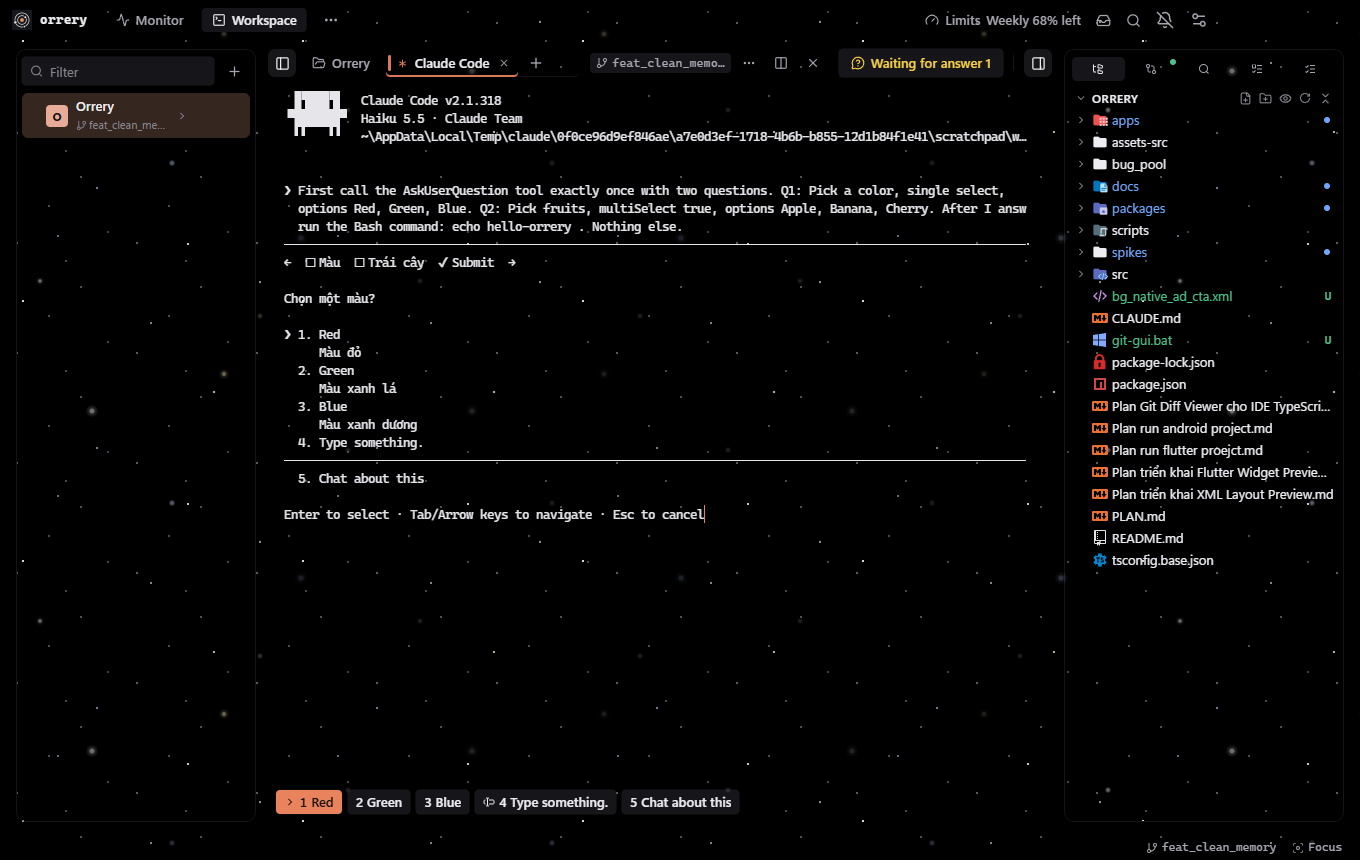 orrery
Monitor
Workspace
Limits Weekly 68% left
Filter
O
Orrery
feat_clean_me...
Orrery
Claude Code
feat_clean_memo…
Waiting for answer 1
Claude Code v2.1.318
Haiku 5.5 · Claude Team
~\AppData\Local\Temp\claude\0f0ce96d9ef846ae\a7e0d3ef-1718-4b6b-b855-12d1b84f1e41\scratchpad\w…
❯ First call the AskUserQuestion tool exactly once with two questions. Q1: Pick a color, single select,
options Red, Green, Blue. Q2: Pick fruits, multiSelect true, options Apple, Banana, Cherry. After I answ
run the Bash command: echo hello-orrery . Nothing else.
← ☐ Màu ☐ Trái cây ✓ Submit →
Chọn một màu?
❯ 1. Red
Màu đỏ
2. Green
Màu xanh lá
3. Blue
Màu xanh dương
4. Type something.
5. Chat about this
Enter to select · Tab/Arrow keys to navigate · Esc to cancel
1 Red
2 Green
3 Blue
4 Type something.
5 Chat about this
ORRERY
apps
assets-src
bug_pool
docs
packages
scripts
spikes
src
bg_native_ad_cta.xml U
CLAUDE.md
git-gui.bat U
package-lock.json
package.json
Plan Git Diff Viewer cho IDE TypeScri...
Plan run android project.md
Plan run flutter proejct.md
Plan triển khai Flutter Widget Previe...
Plan triển khai XML Layout Preview.md
PLAN.md
README.md
tsconfig.base.json
feat_clean_memory
Focus